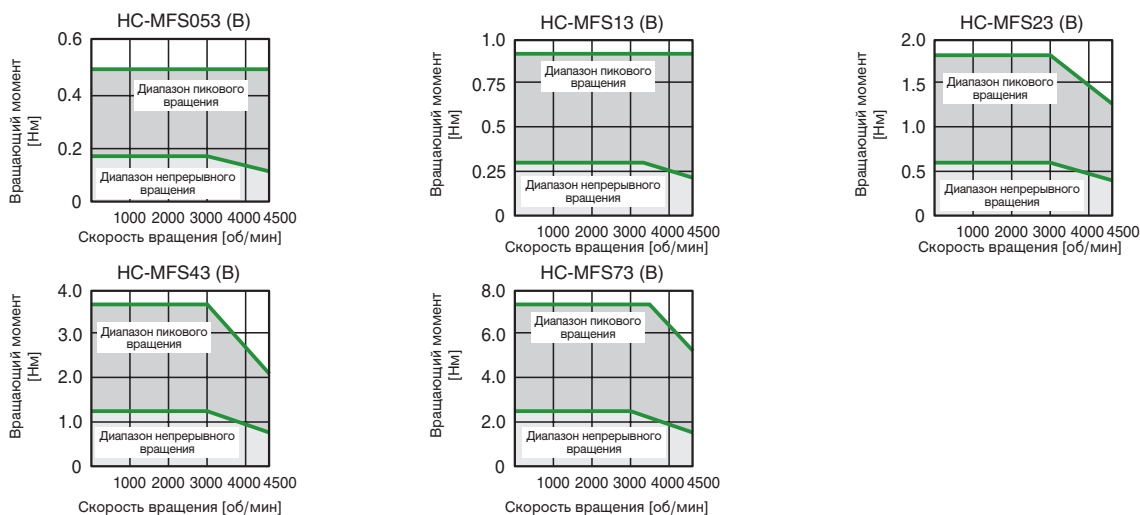 HC-MFS053 (B)
Вращающий момент
[Нм]
0.6
0.4
0.2
0
Диапазон пикового
вращения
Диапазон непрерывного
вращения
1000 2000 3000 4000 4500
Скорость вращения [об/мин]
HC-MFS13 (B)
Вращающий момент
[Нм]
1.0
0.75
0.5
0.25
0
Диапазон пикового
вращения
Диапазон непрерывного
вращения
1000 2000 3000 4000 4500
Скорость вращения [об/мин]
HC-MFS23 (B)
Вращающий момент
[Нм]
2.0
1.5
1.0
0.5
0
Диапазон пикового
вращения
Диапазон непрерывного
вращения
1000 2000 3000 4000 4500
Скорость вращения [об/мин]
HC-MFS43 (B)
Вращающий момент
[Нм]
4.0
3.0
2.0
1.0
0
Диапазон пикового
вращения
Диапазон непрерывного
вращения
1000 2000 3000 4000 4500
Скорость вращения [об/мин]
HC-MFS73 (B)
Вращающий момент
[Нм]
8.0
6.0
4.0
2.0
0
Диапазон пикового
вращения
Диапазон непрерывного
вращения
1000 2000 3000 4000 4500
Скорость вращения [об/мин]